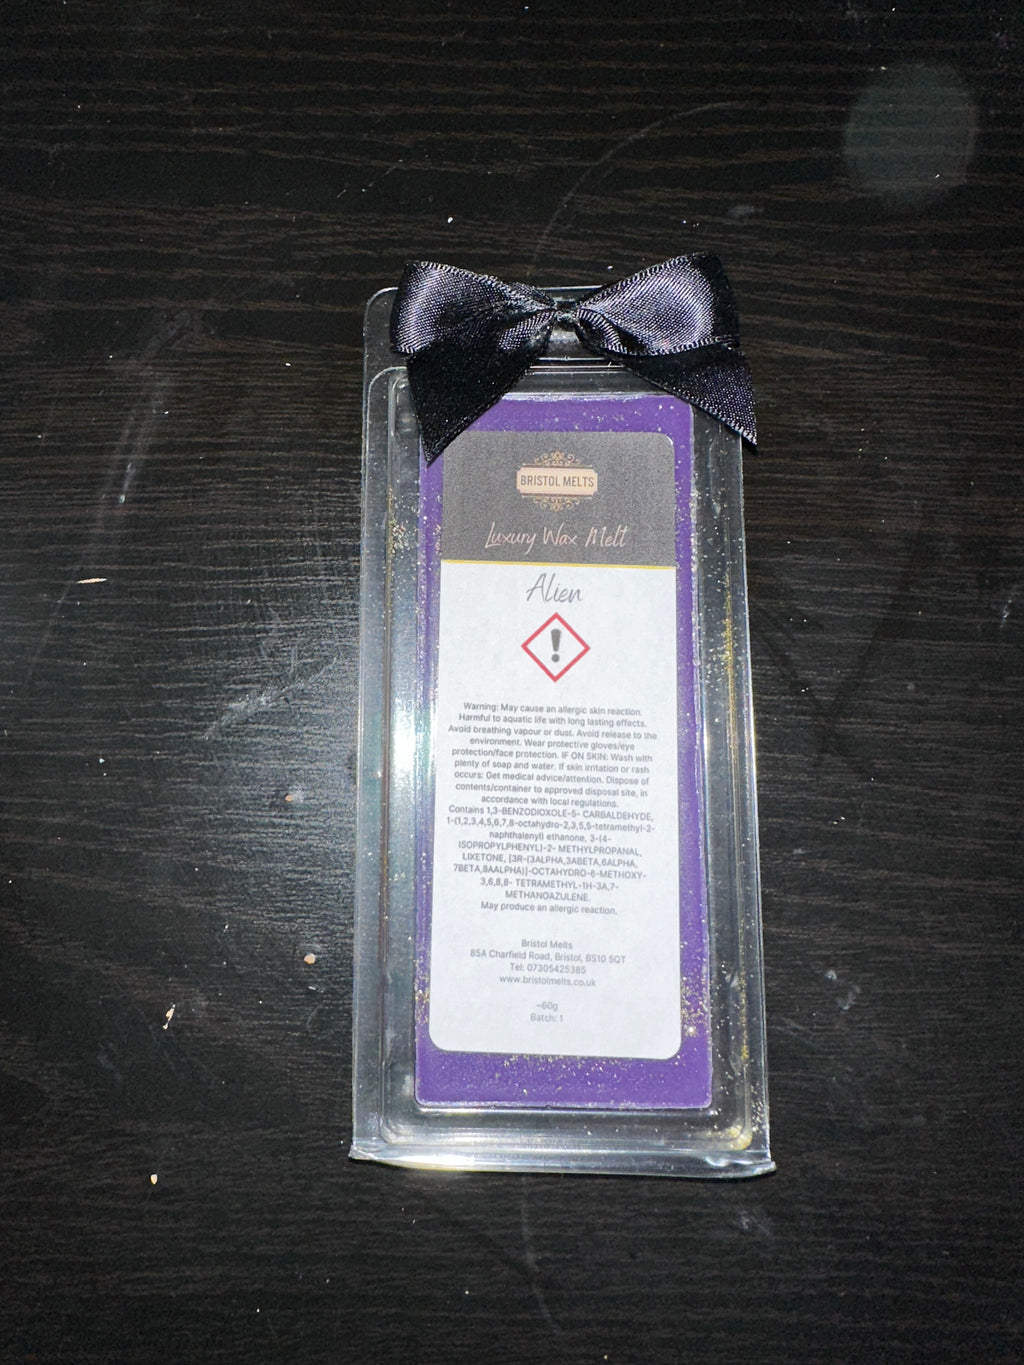 BRISTOL MELTS
Luxury Wax Melt
Alien
Warning: May cause an allergic skin reaction.
Harmful to aquatic life with long lasting effects.
Avoid breathing vapour or dust. Avoid release to the
environment. Wear protective gloves/eye
protection/face protection. IF ON SKIN: Wash with
plenty of soap and water. If skin irritation or rash
occurs: Get medical advice/attention. Dispose of
contents/container to approved disposal site, in
accordance with local regulations.
Contains 1,3-BENZODIOXOLE-5- CARBALDEHYDE,
1-(1,2,3,4,5,6,7,8-octahydro-2,3,5,5-tetramethyl-2-
naphthalenyl) ethanone, 3-(4-
ISOPROPYLPHENYL)-2- METHYLPROPANAL,
LIXETONE, [3R-(3ALPHA,3ABETA,6ALPHA,
7BETA,8AALPHA)]-OCTAHYDRO-6-METHOXY-
3,6,8,8- TETRAMETHYL-1H-3A,7-
METHANOAZULENE.
May produce an allergic reaction.
Bristol Melts
85A Charfield Road, Bristol, BS10 5QT
Tel: 07305425385
www.bristolmelts.co.uk
~60g
Batch: 1